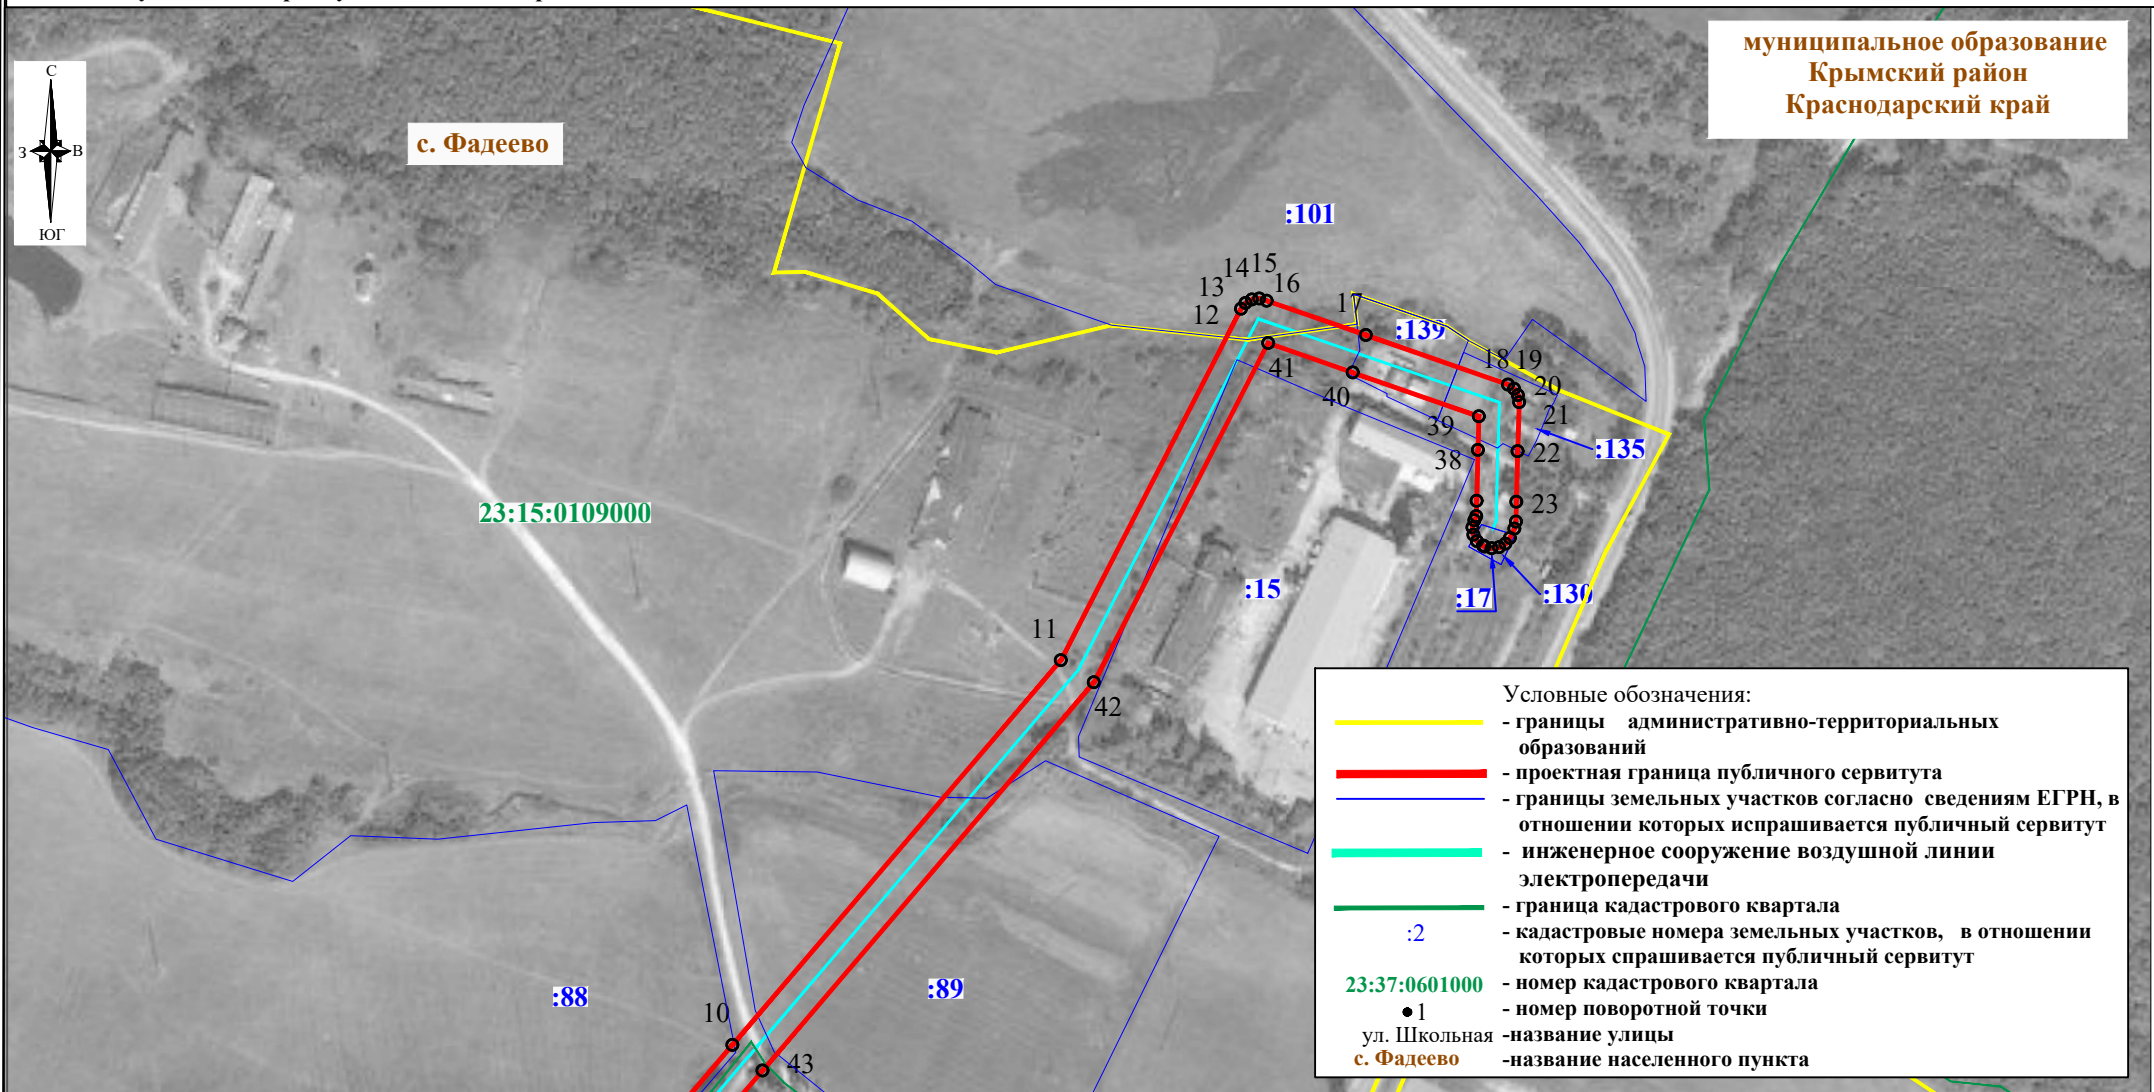 муниципальное образование
Крымский район
Краснодарский край
С
З
В
ЮГ
с. Фадеево
:101
15
14
13
16
12
17
:139
18
19
20
41
40
21
39
:135
22
38
23
23:15:0109000
:15
:17
:130
11
42
Условные обозначения:
- границы административно-территориальных
образований
- проектная граница публичного сервитута
- границы земельных участков согласно сведениям ЕГРН, в
отношении которых испрашивается публичный сервитут
- инженерное сооружение воздушной линии
электропередачи
- граница кадастрового квартала
:2 - кадастровые номера земельных участков, в отношении
которых спрашивается публичный сервитут
23:37:0601000 - номер кадастрового квартала
1 - номер поворотной точки
ул. Школьная -название улицы
с. Фадеево -название населенного пункта
:88
:89
10
43